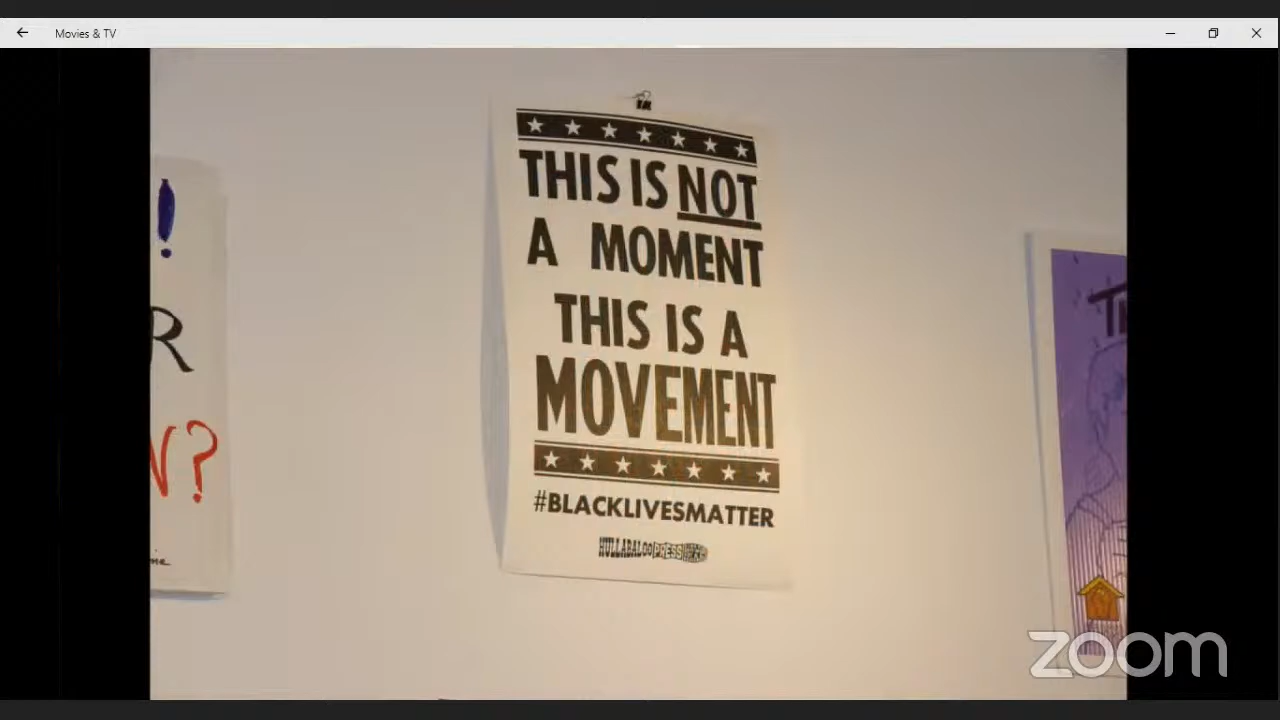 Movies & TV
!
R
N?
THIS IS NOT
A MOMENT
THIS IS A
MOVEMENT
#BLACKLIVESMATTER
HULLABALOO PRESS
zoom